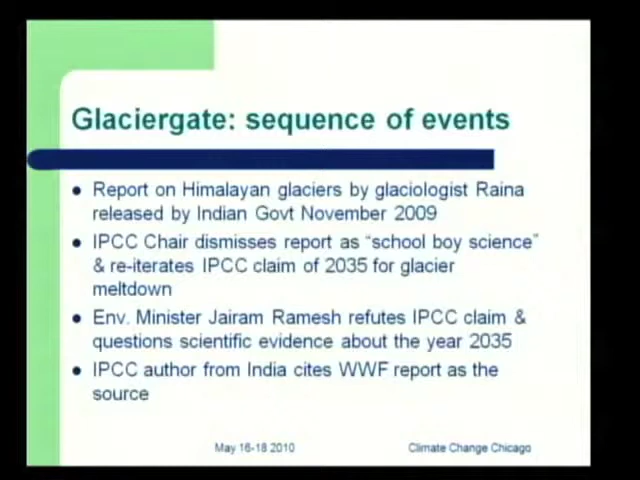 Glaciergate: sequence of events
● Report on Himalayan glaciers by glaciologist Raina
released by Indian Govt November 2009
● IPCC Chair dismisses report as “school boy science”
& re-iterates IPCC claim of 2035 for glacier
meltdown
● Env. Minister Jairam Ramesh refutes IPCC claim &
questions scientific evidence about the year 2035
● IPCC author from India cites WWF report as the
source
May 16-18 2010 Climate Change Chicago